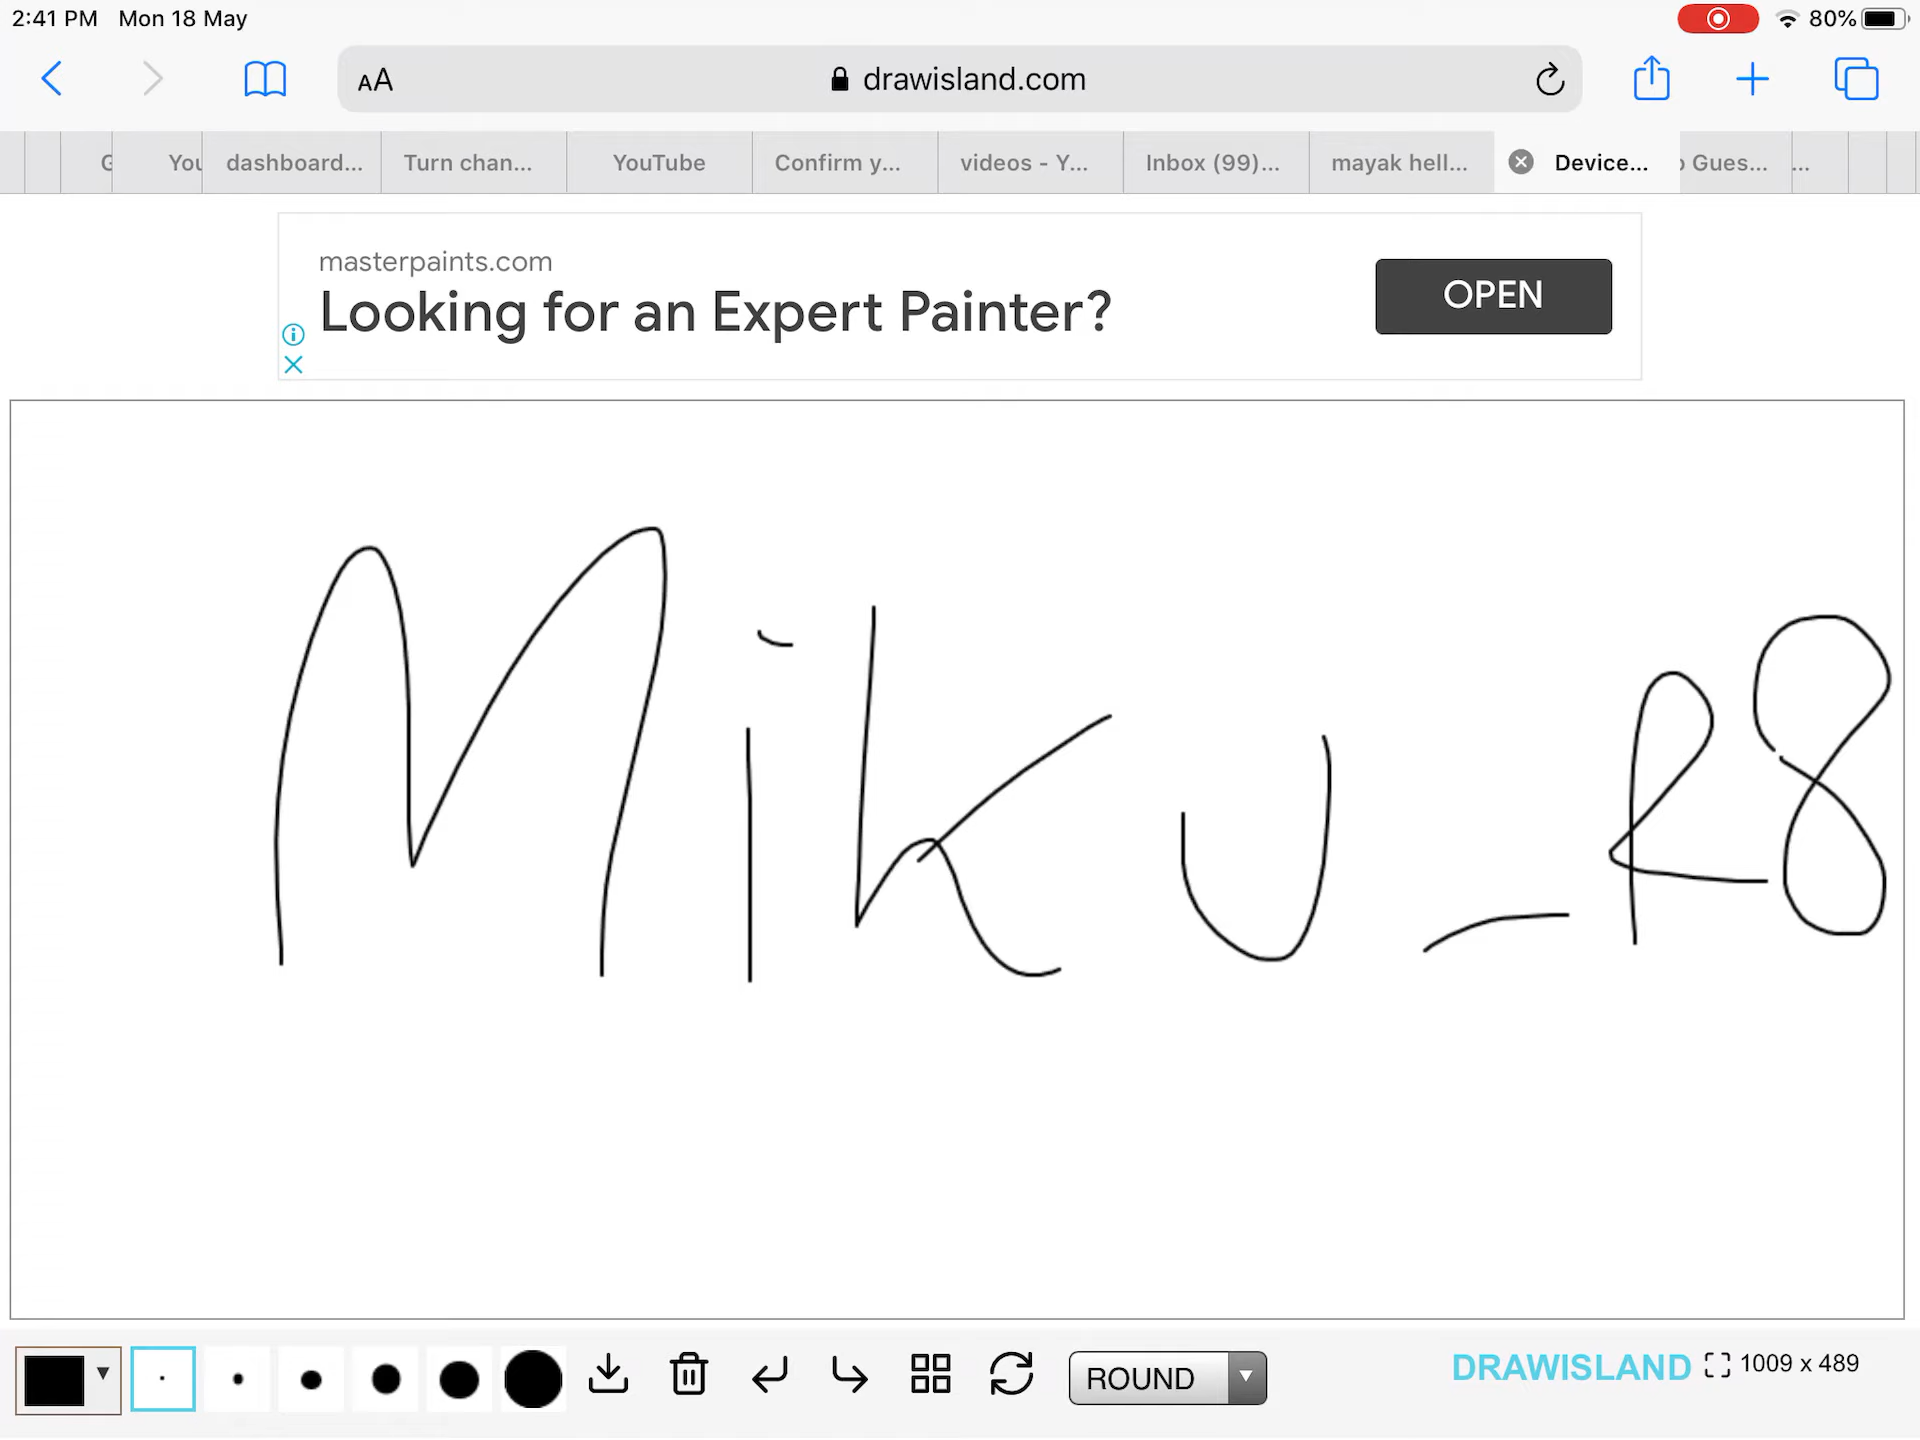 2:41 PM Mon 18 May 80%
AA drawisland.com
You dashboard... Turn chan... YouTube Confirm y... videos - Y... Inbox (99)... mayak hell... Device... Gues... ...
masterpaints.com
Looking for an Expert Painter?
OPEN
Miku_R8
ROUND DRAWISLAND 1009 x 489